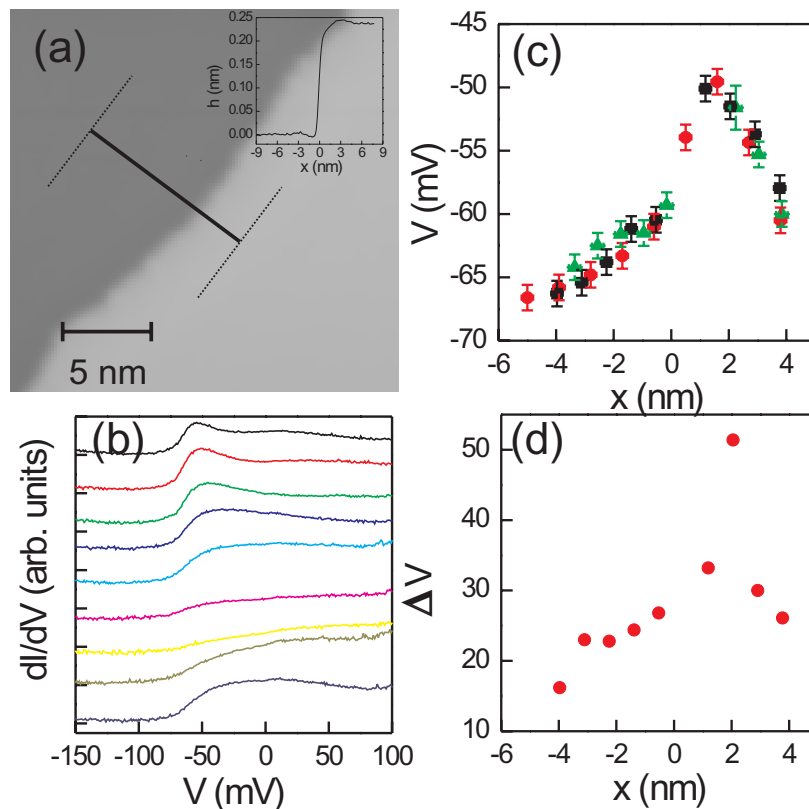 (a)
h (nm)
0.25
0.20
0.15
0.10
0.05
0.00
-9 -6 -3 0 3 6 9
x (nm)
5 nm
(b)
dI/dV (arb. units)
-150 -100 -50 0 50 100
V (mV)
(c)
V (mV)
-50
-55
-60
-65
-70
-6 -4 -2 0 2 4
x (nm)
(d)
ΔV
50
40
30
20
10
-6 -4 -2 0 2 4
x (nm)